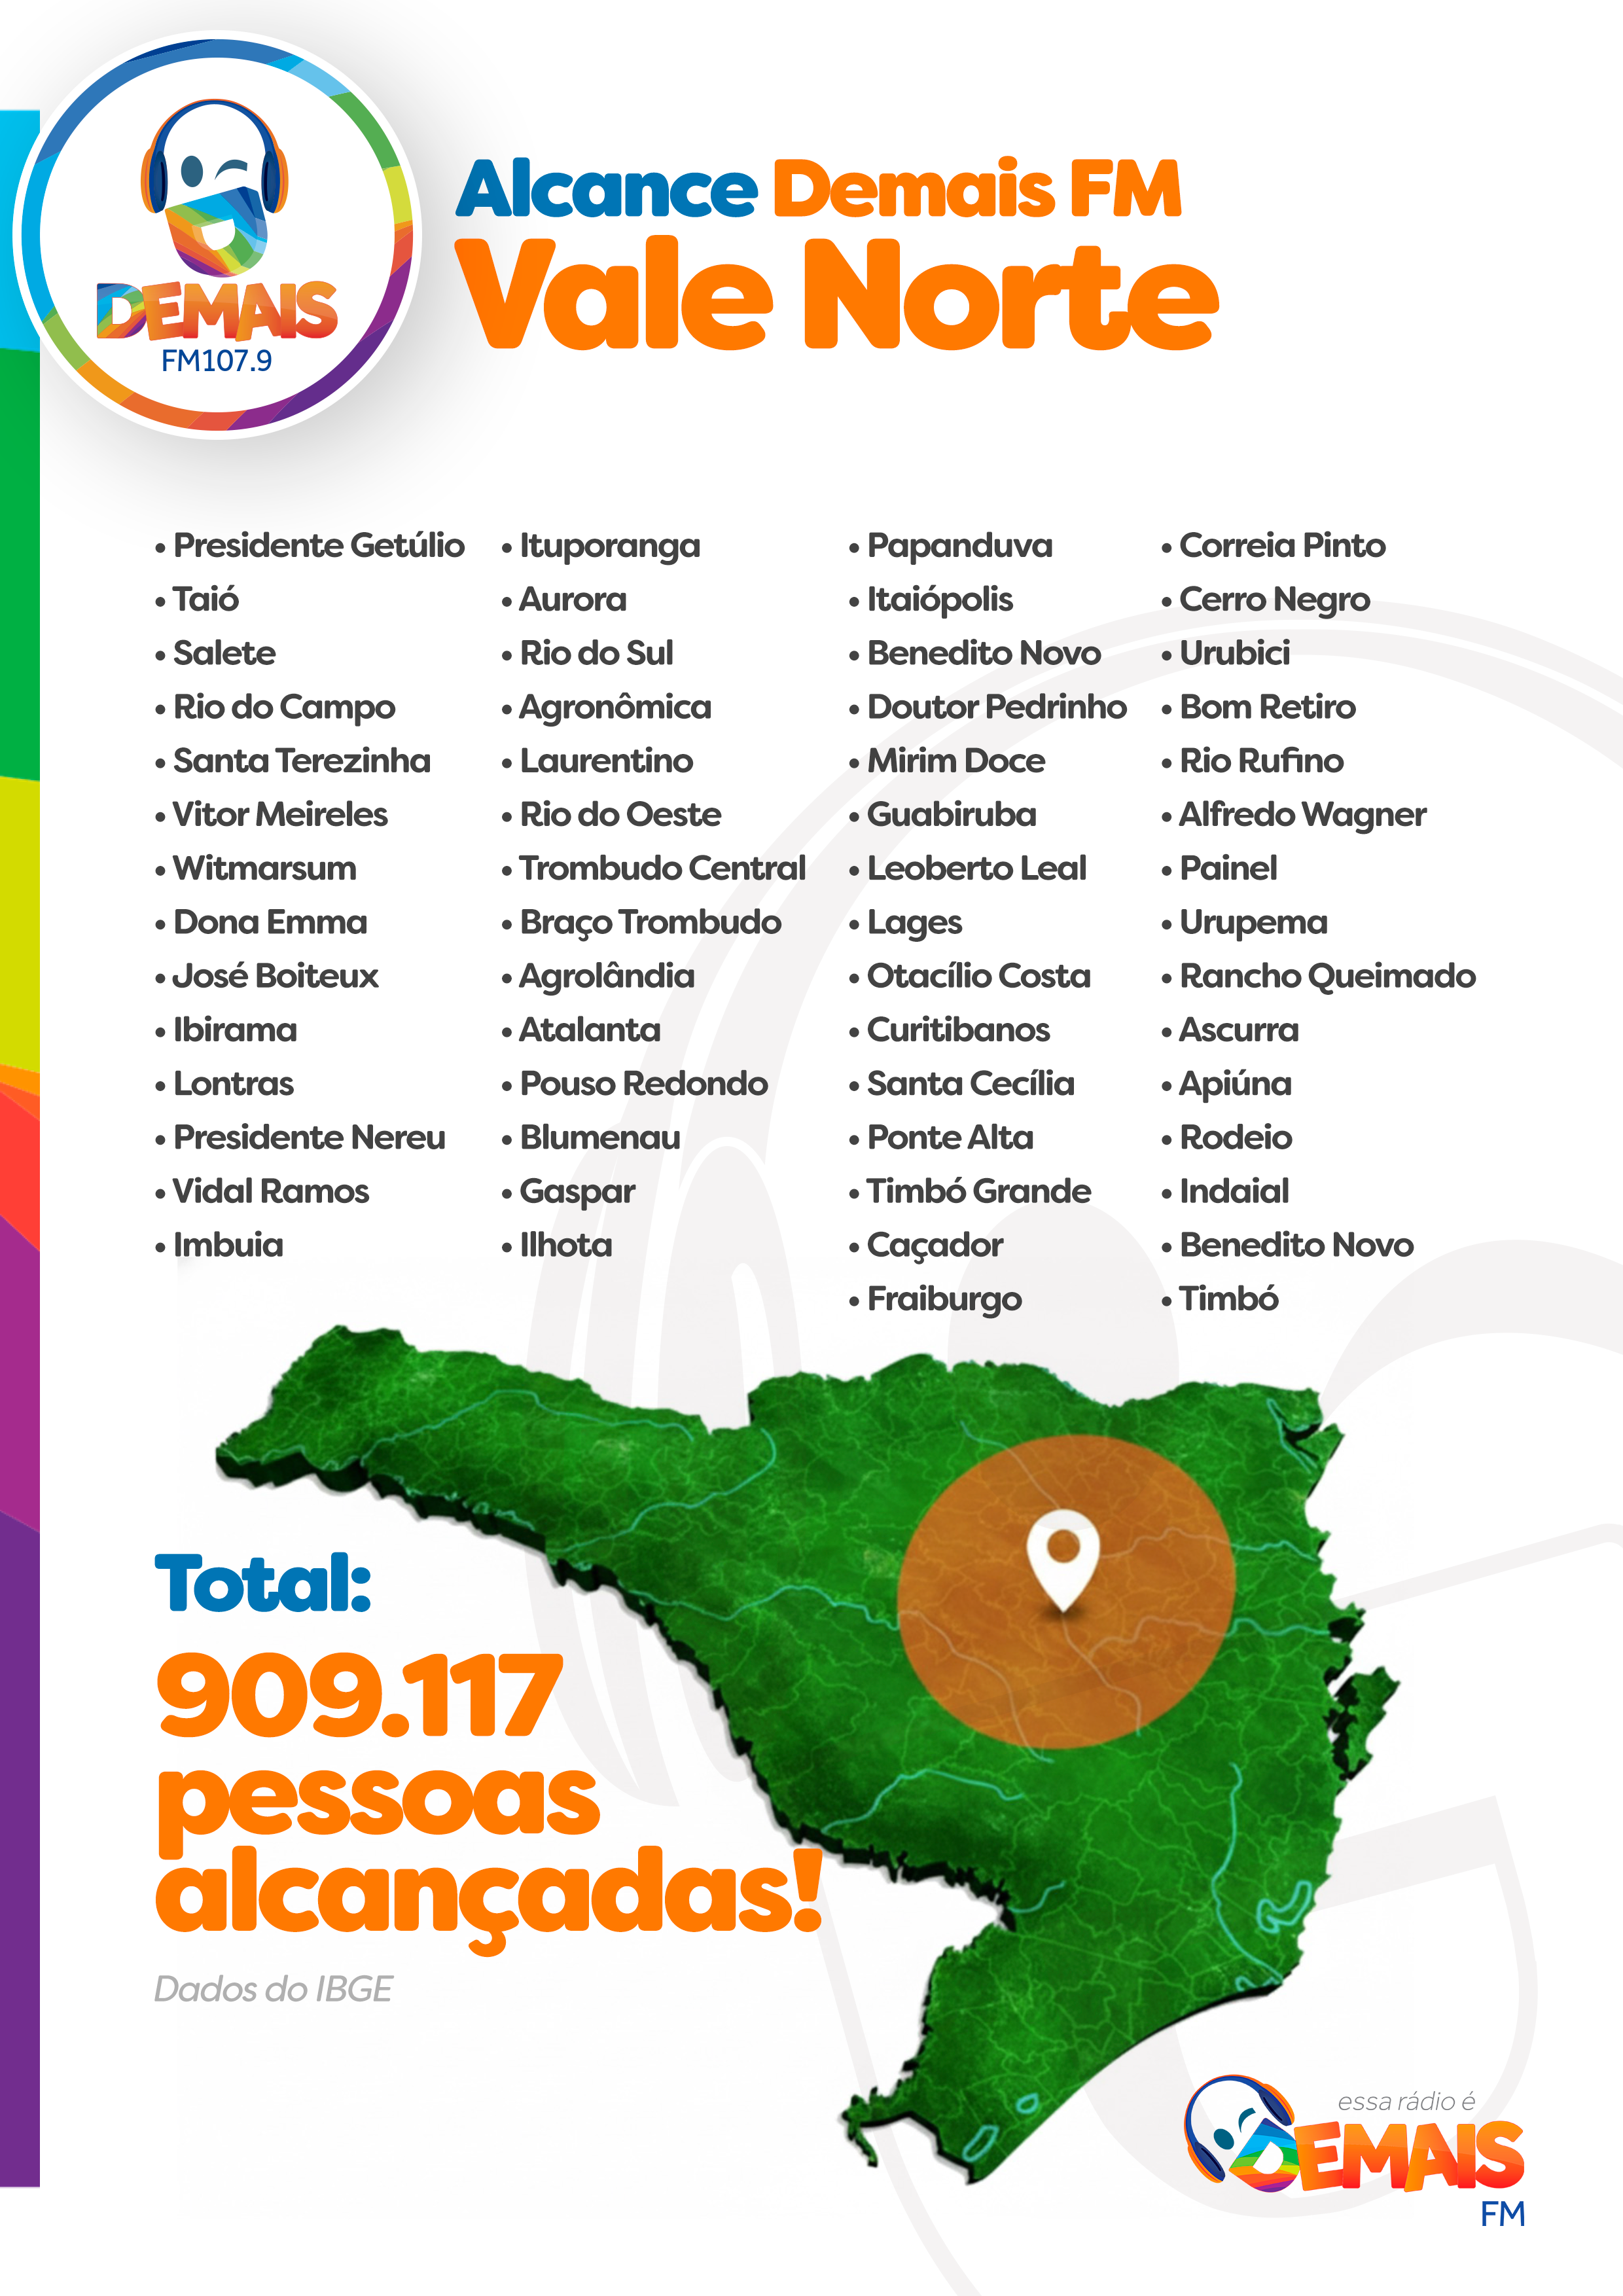 DEMAIS
FM107.9
Alcance Demais FM
Vale Norte
• Presidente Getúlio
• Taió
• Salete
• Rio do Campo
• Santa Terezinha
• Vitor Meireles
• Witmarsum
• Dona Emma
• José Boiteux
• Ibirama
• Lontras
• Presidente Nereu
• Vidal Ramos
• Imbuia
• Ituporanga
• Aurora
• Rio do Sul
• Agronômica
• Laurentino
• Rio do Oeste
• Trombudo Central
• Braço Trombudo
• Agrolândia
• Atalanta
• Pouso Redondo
• Blumenau
• Gaspar
• Ilhota
• Papanduva
• Itaiópolis
• Benedito Novo
• Doutor Pedrinho
• Mirim Doce
• Guabiruba
• Leoberto Leal
• Lages
• Otacílio Costa
• Curitibanos
• Santa Cecília
• Ponte Alta
• Timbó Grande
• Caçador
• Fraiburgo
• Correia Pinto
• Cerro Negro
• Urubici
• Bom Retiro
• Rio Rufino
• Alfredo Wagner
• Painel
• Urupema
• Rancho Queimado
• Ascurra
• Apiúna
• Rodeio
• Indaial
• Benedito Novo
• Timbó
Total:
909.117
pessoas
alcançadas!
Dados do IBGE
essa rádio é
DEMAIS
FM